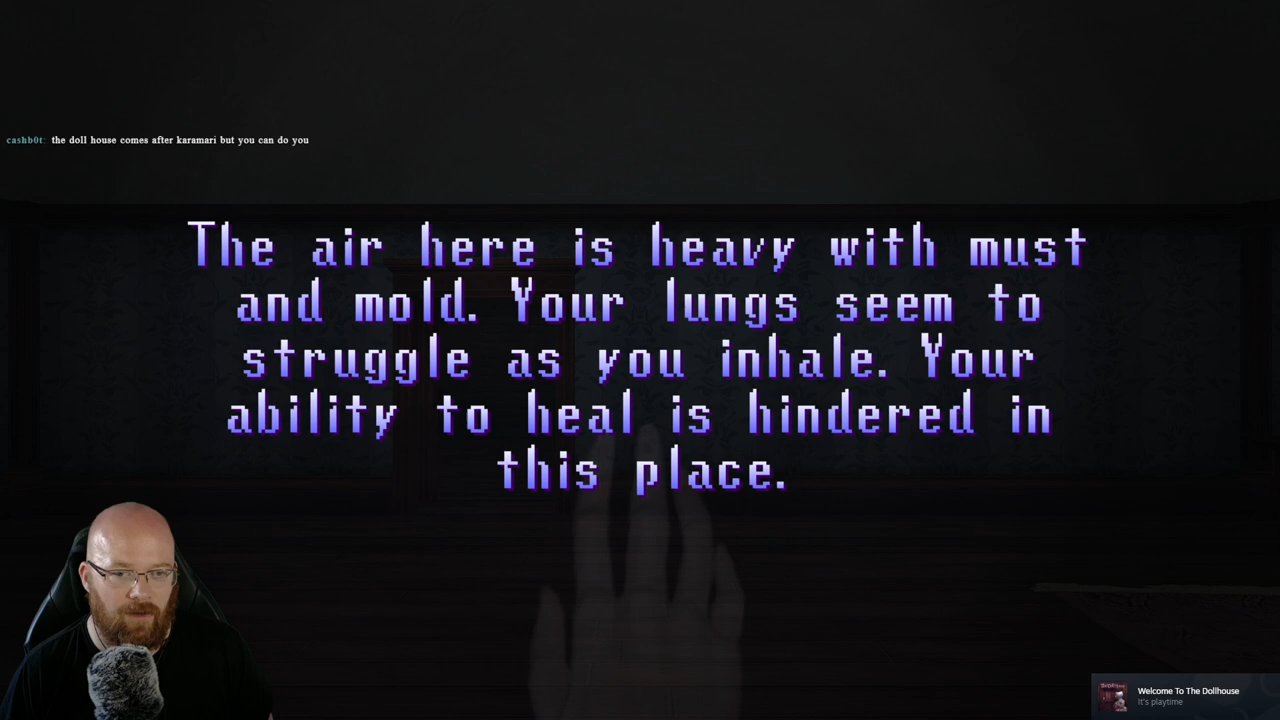 cashb0t: the doll house comes after karamari but you can do you
The air here is heavy with must
and mold. Your lungs seem to
struggle as you inhale. Your
ability to heal is hindered in
this place.
Welcome To The Dollhouse
It's playtime